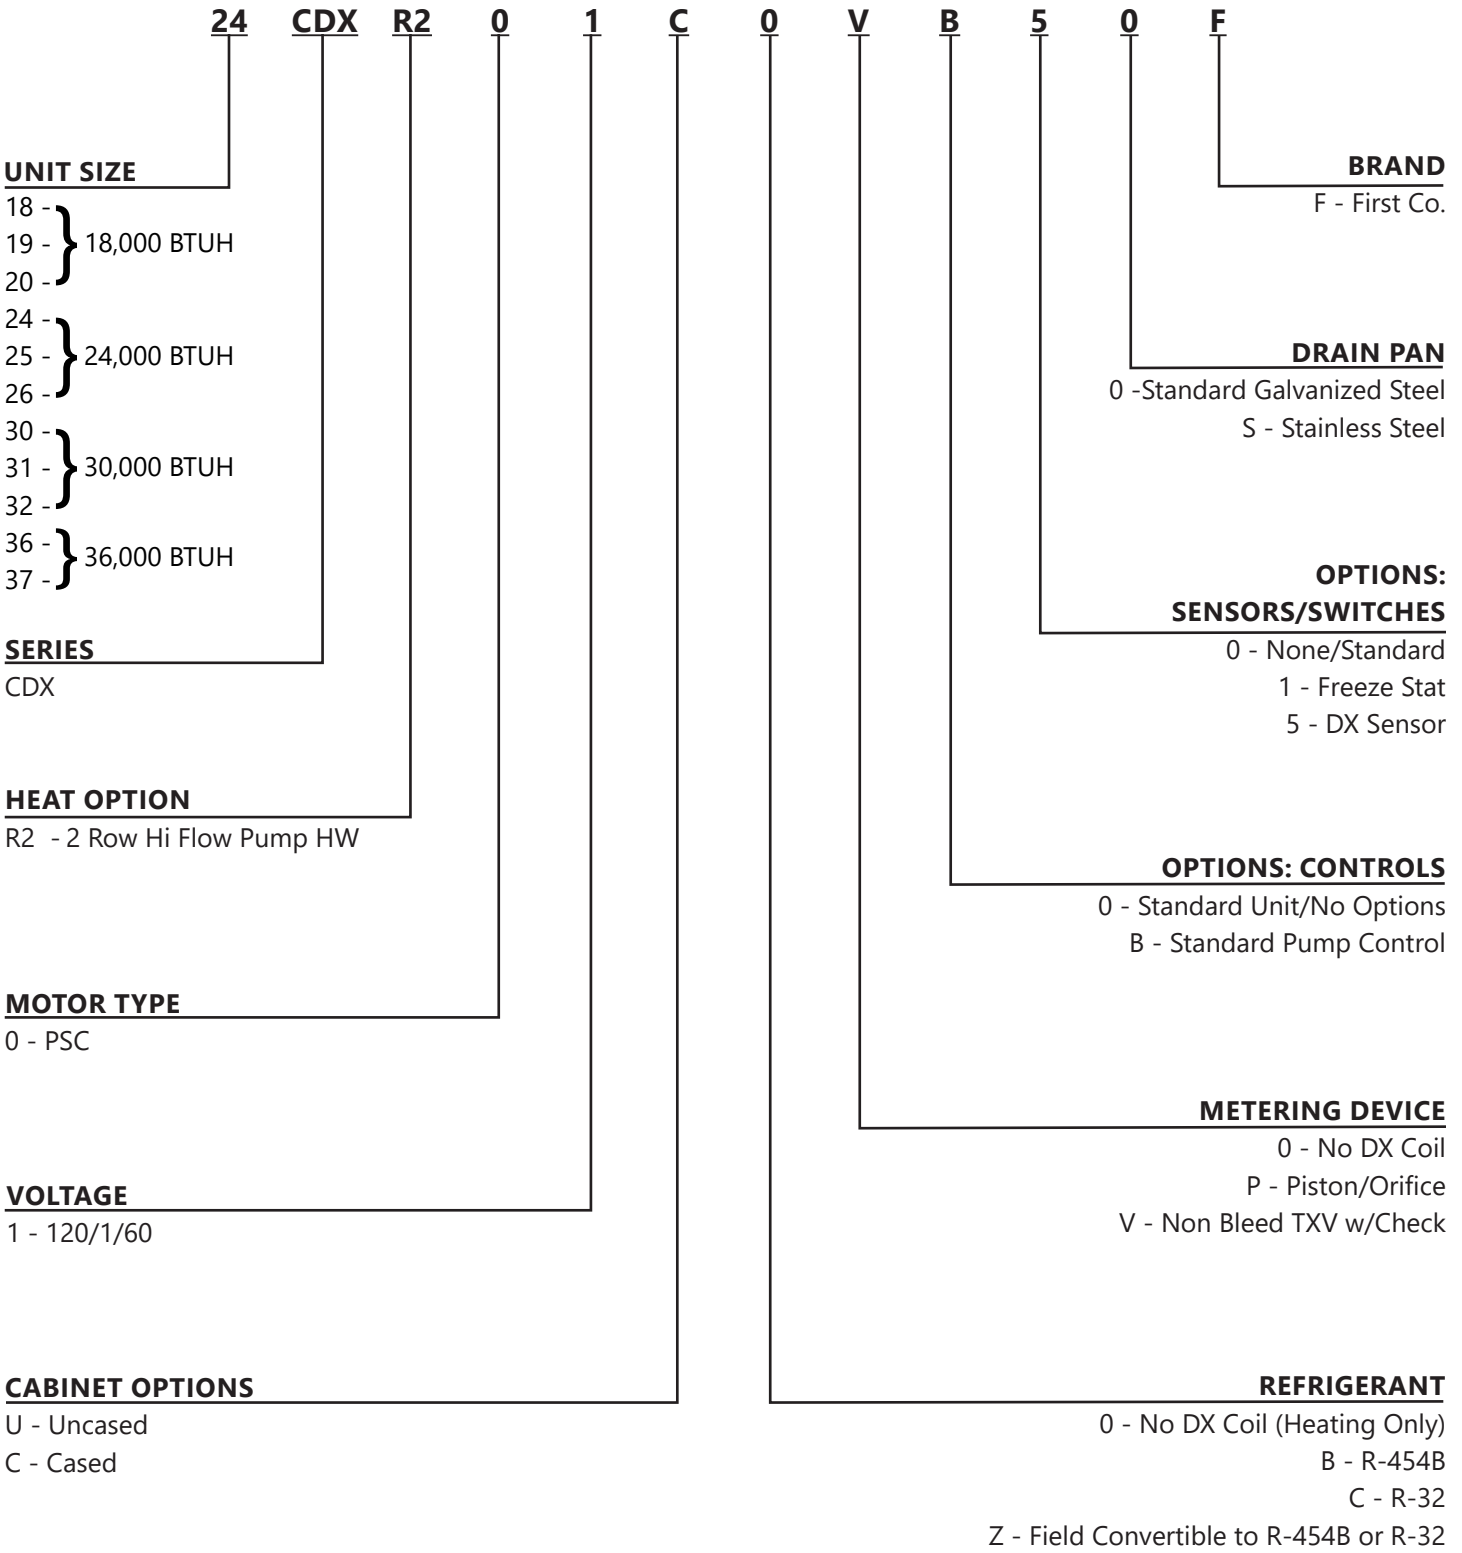 24 CDX R2 0 1 C 0 V B 5 0 F
UNIT SIZE
18 -
19 - } 18,000 BTUH
20 -
24 -
25 - } 24,000 BTUH
26 -
30 -
31 - } 30,000 BTUH
32 -
36 -
} 36,000 BTUH
37 -
SERIES
CDX
HEAT OPTION
R2 - 2 Row Hi Flow Pump HW
MOTOR TYPE
0 - PSC
VOLTAGE
1 - 120/1/60
CABINET OPTIONS
U - Uncased
C - Cased
BRAND
F - First Co.
DRAIN PAN
0 -Standard Galvanized Steel
S - Stainless Steel
OPTIONS:
SENSORS/SWITCHES
0 - None/Standard
1 - Freeze Stat
5 - DX Sensor
OPTIONS: CONTROLS
0 - Standard Unit/No Options
B - Standard Pump Control
METERING DEVICE
0 - No DX Coil
P - Piston/Orifice
V - Non Bleed TXV w/Check
REFRIGERANT
0 - No DX Coil (Heating Only)
B - R-454B
C - R-32
Z - Field Convertible to R-454B or R-32